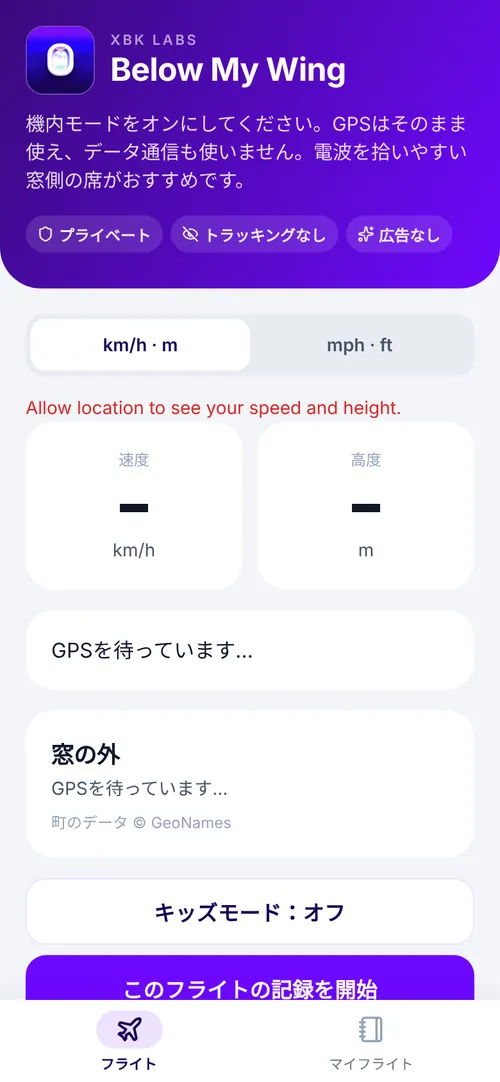 XBK LABS
Below My Wing
機内モードをオンにしてください。GPSはそのまま
使え、データ通信も使いません。電波を拾いやすい
窓側の席がおすすめです。
プライベート
トラッキングなし
広告なし
km/h · m
mph · ft
Allow location to see your speed and height.
速度
高度
–
–
km/h
m
GPSを待っています...
窓の外
GPSを待っています...
町のデータ © GeoNames
キッズモード：オフ
このフライトの記録を開始
フライト
マイフライト